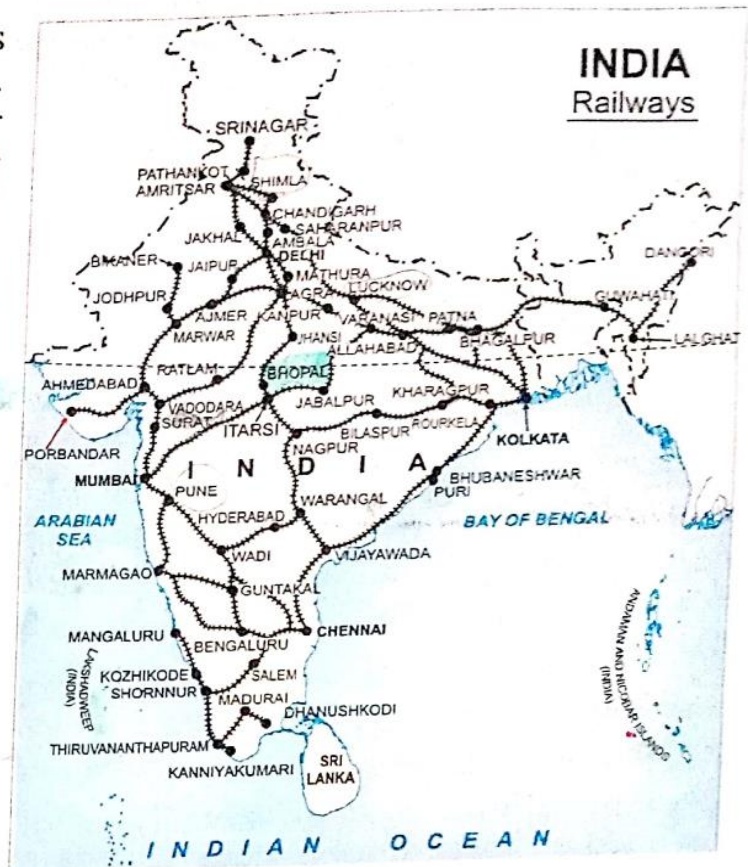 INDIA
Railways
SRINAGAR
PATHANKOT
AMRITSAR
SHIMLA
CHANDIGARH
SAHARANPUR
JAKHAL
AMBALA
DELHI
BIKANER
JAIPUR
MATHURA
DANGORI
JODHPUR
AGRA
LUCKNOW
GUWAHATI
AJMER
KANPUR
VARANASI
PATNA
MARWAR
JHANSI
ALLAHABAD
BHAGALPUR
LALGHAT
RATLAM
BHOPAL
AHMEDABAD
VADODARA
JABALPUR
KHARAGPUR
SURAT
ITARSI
BILASPUR
ROURKELA
KOLKATA
PORBANDAR
NAGPUR
MUMBAI
INDIA
BHUBANESHWAR
PURI
PUNE
WARANGAL
HYDERABAD
ARABIAN
SEA
BAY OF BENGAL
WADI
VIJAYAWADA
MARMAGAO
GUNTAKAL
MANGALURU
BENGALURU
CHENNAI
LAKSHADWEEP
(INDIA)
ANDAMAN AND NICOBAR ISLANDS
(INDIA)
KOZHIKODE
SHORNNUR
SALEM
MADURAI
DHANUSHKODI
THIRUVANANTHAPURAM
KANNIYAKUMARI
SRI
LANKA
INDIAN OCEAN